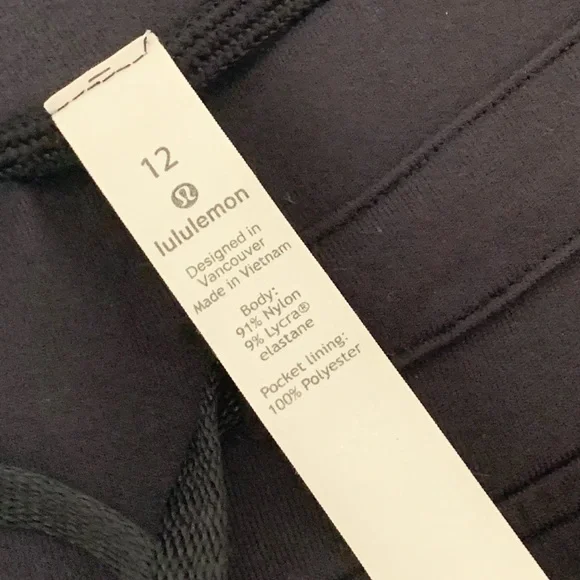 12
lululemon
Designed in
Vancouver
Made in Vietnam
Body:
91% Nylon
9% Lycra®
elastane
Pocket lining:
100% Polyester